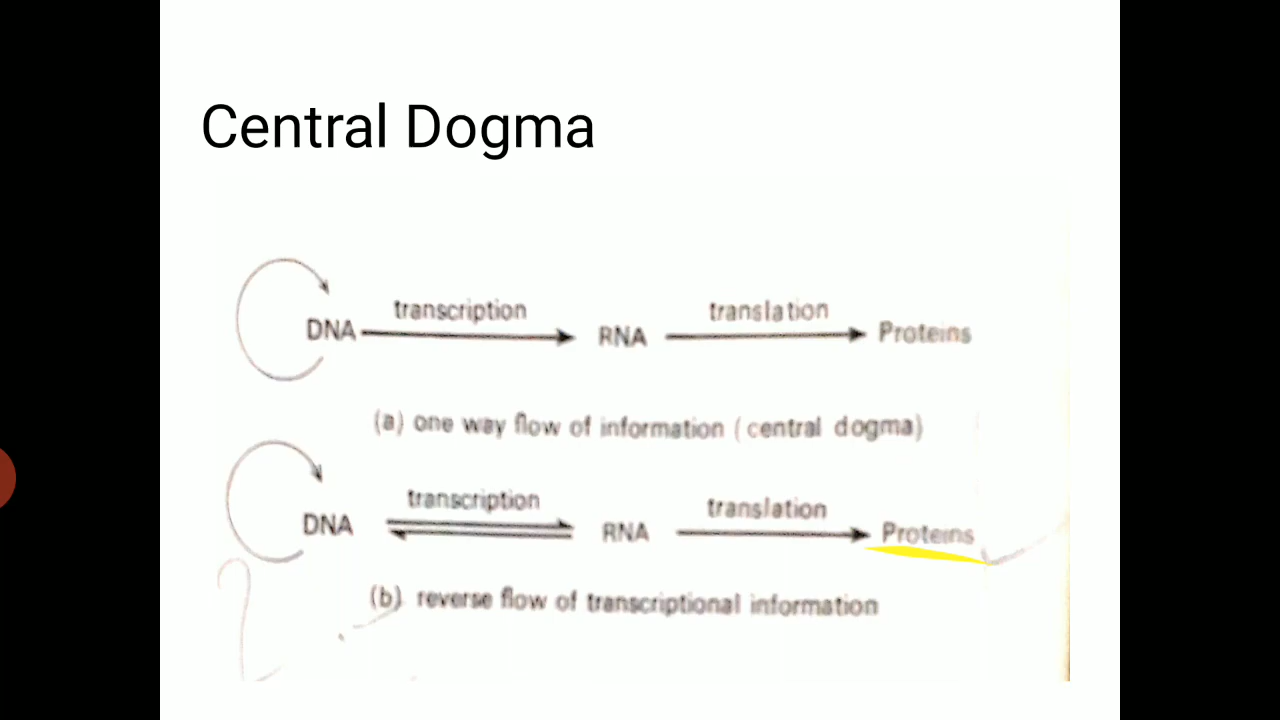 Central Dogma
transcription translation
DNA RNA Proteins
(a) one way flow of information (central dogma)
transcription translation
DNA RNA Proteins
(b) reverse flow of transcriptional information